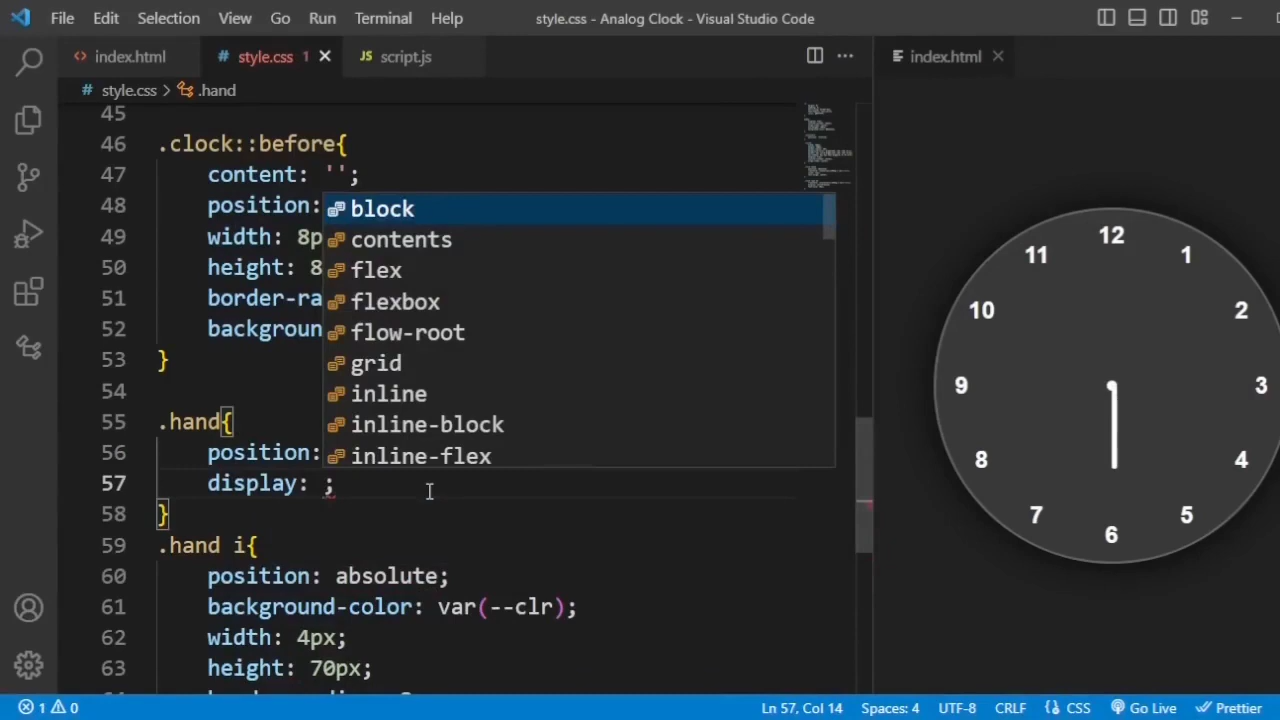 File Edit Selection View Go Run Terminal Help style.css - Analog Clock - Visual Studio Code
index.html # style.css 1 JS script.js index.html
# style.css > .hand
45
46 .clock::before{
47 content: '';
48 position:
49 width: 8p
50 height: 8
51 border-ra
52 backgroun
53 }
54
55 .hand{
56 position:
57 display: ;
58 }
59 .hand i{
60 position: absolute;
61 background-color: var(--clr);
62 width: 4px;
63 height: 70px;
block
contents
flex
flexbox
flow-root
grid
inline
inline-block
inline-flex
12
11 1
10 2
9 3
8 4
7 5
6
1 0 Ln 57, Col 14 Spaces: 4 UTF-8 CRLF CSS Go Live Prettier